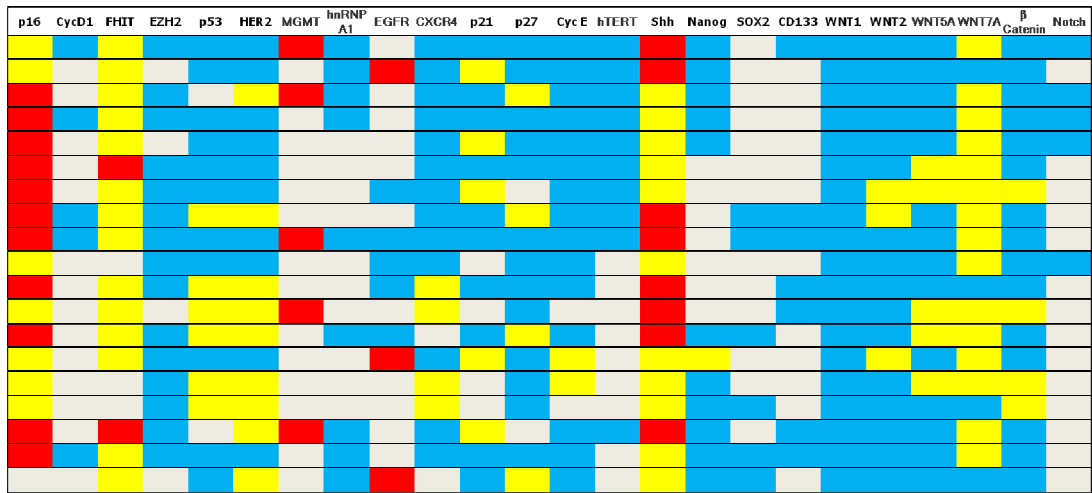 p16 CycD1 FHIT EZH2 p53 HER2 MGMT hnRNP A1 EGFR CXCR4 p21 p27 Cyc E hTERT Shh Nanog SOX2 CD133 WNT1 WNT2 WNT5A WNT7A β Catenin Notch